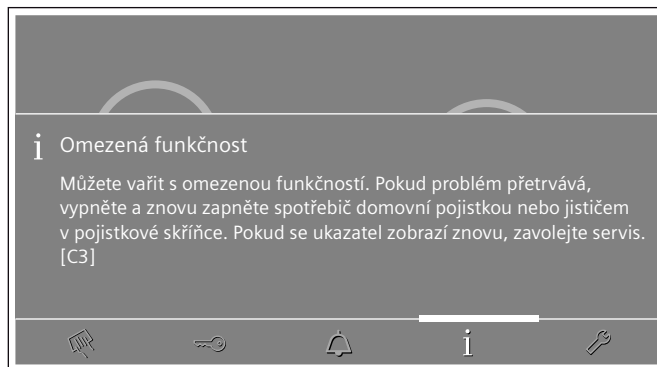 i Omezená funkčnost
Můžete vařit s omezenou funkčností. Pokud problém přetrvává,
vypněte a znovu zapněte spotřebič domovní pojistkou nebo jističem
v pojistkové skříňce. Pokud se ukazatel zobrazí znovu, zavolejte servis.
[C3]
i